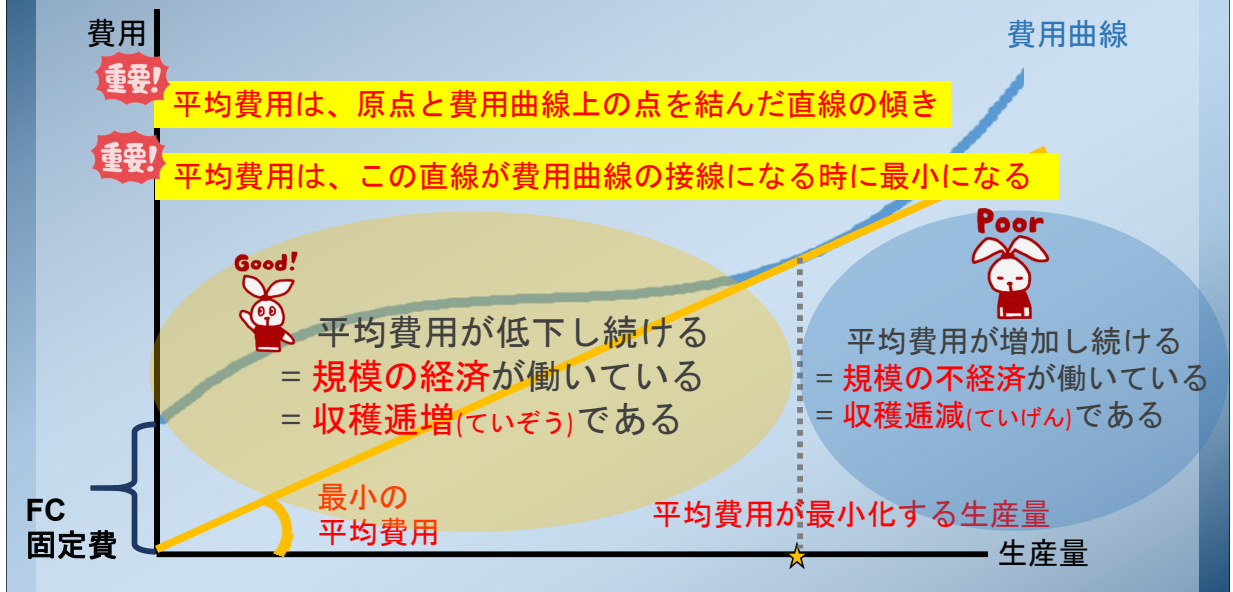 費用
費用曲線
重要!
平均費用は、原点と費用曲線上の点を結んだ直線の傾き
重要!
平均費用は、この直線が費用曲線の接線になる時に最小になる
Good!
平均費用が低下し続ける
= 規模の経済が働いている
= 収穫逓増(ていぞう)である
Poor
平均費用が増加し続ける
= 規模の不経済が働いている
= 収穫逓減(ていげん)である
FC
固定費
最小の
平均費用
平均費用が最小化する生産量
生産量